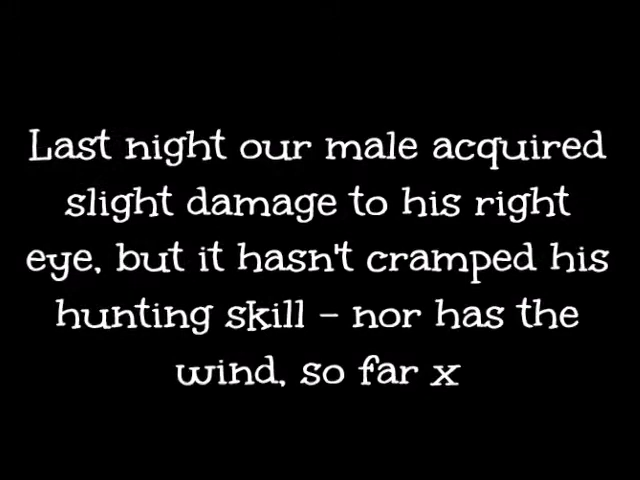 Last night our male acquired
slight damage to his right
eye, but it hasn't cramped his
hunting skill – nor has the
wind, so far x